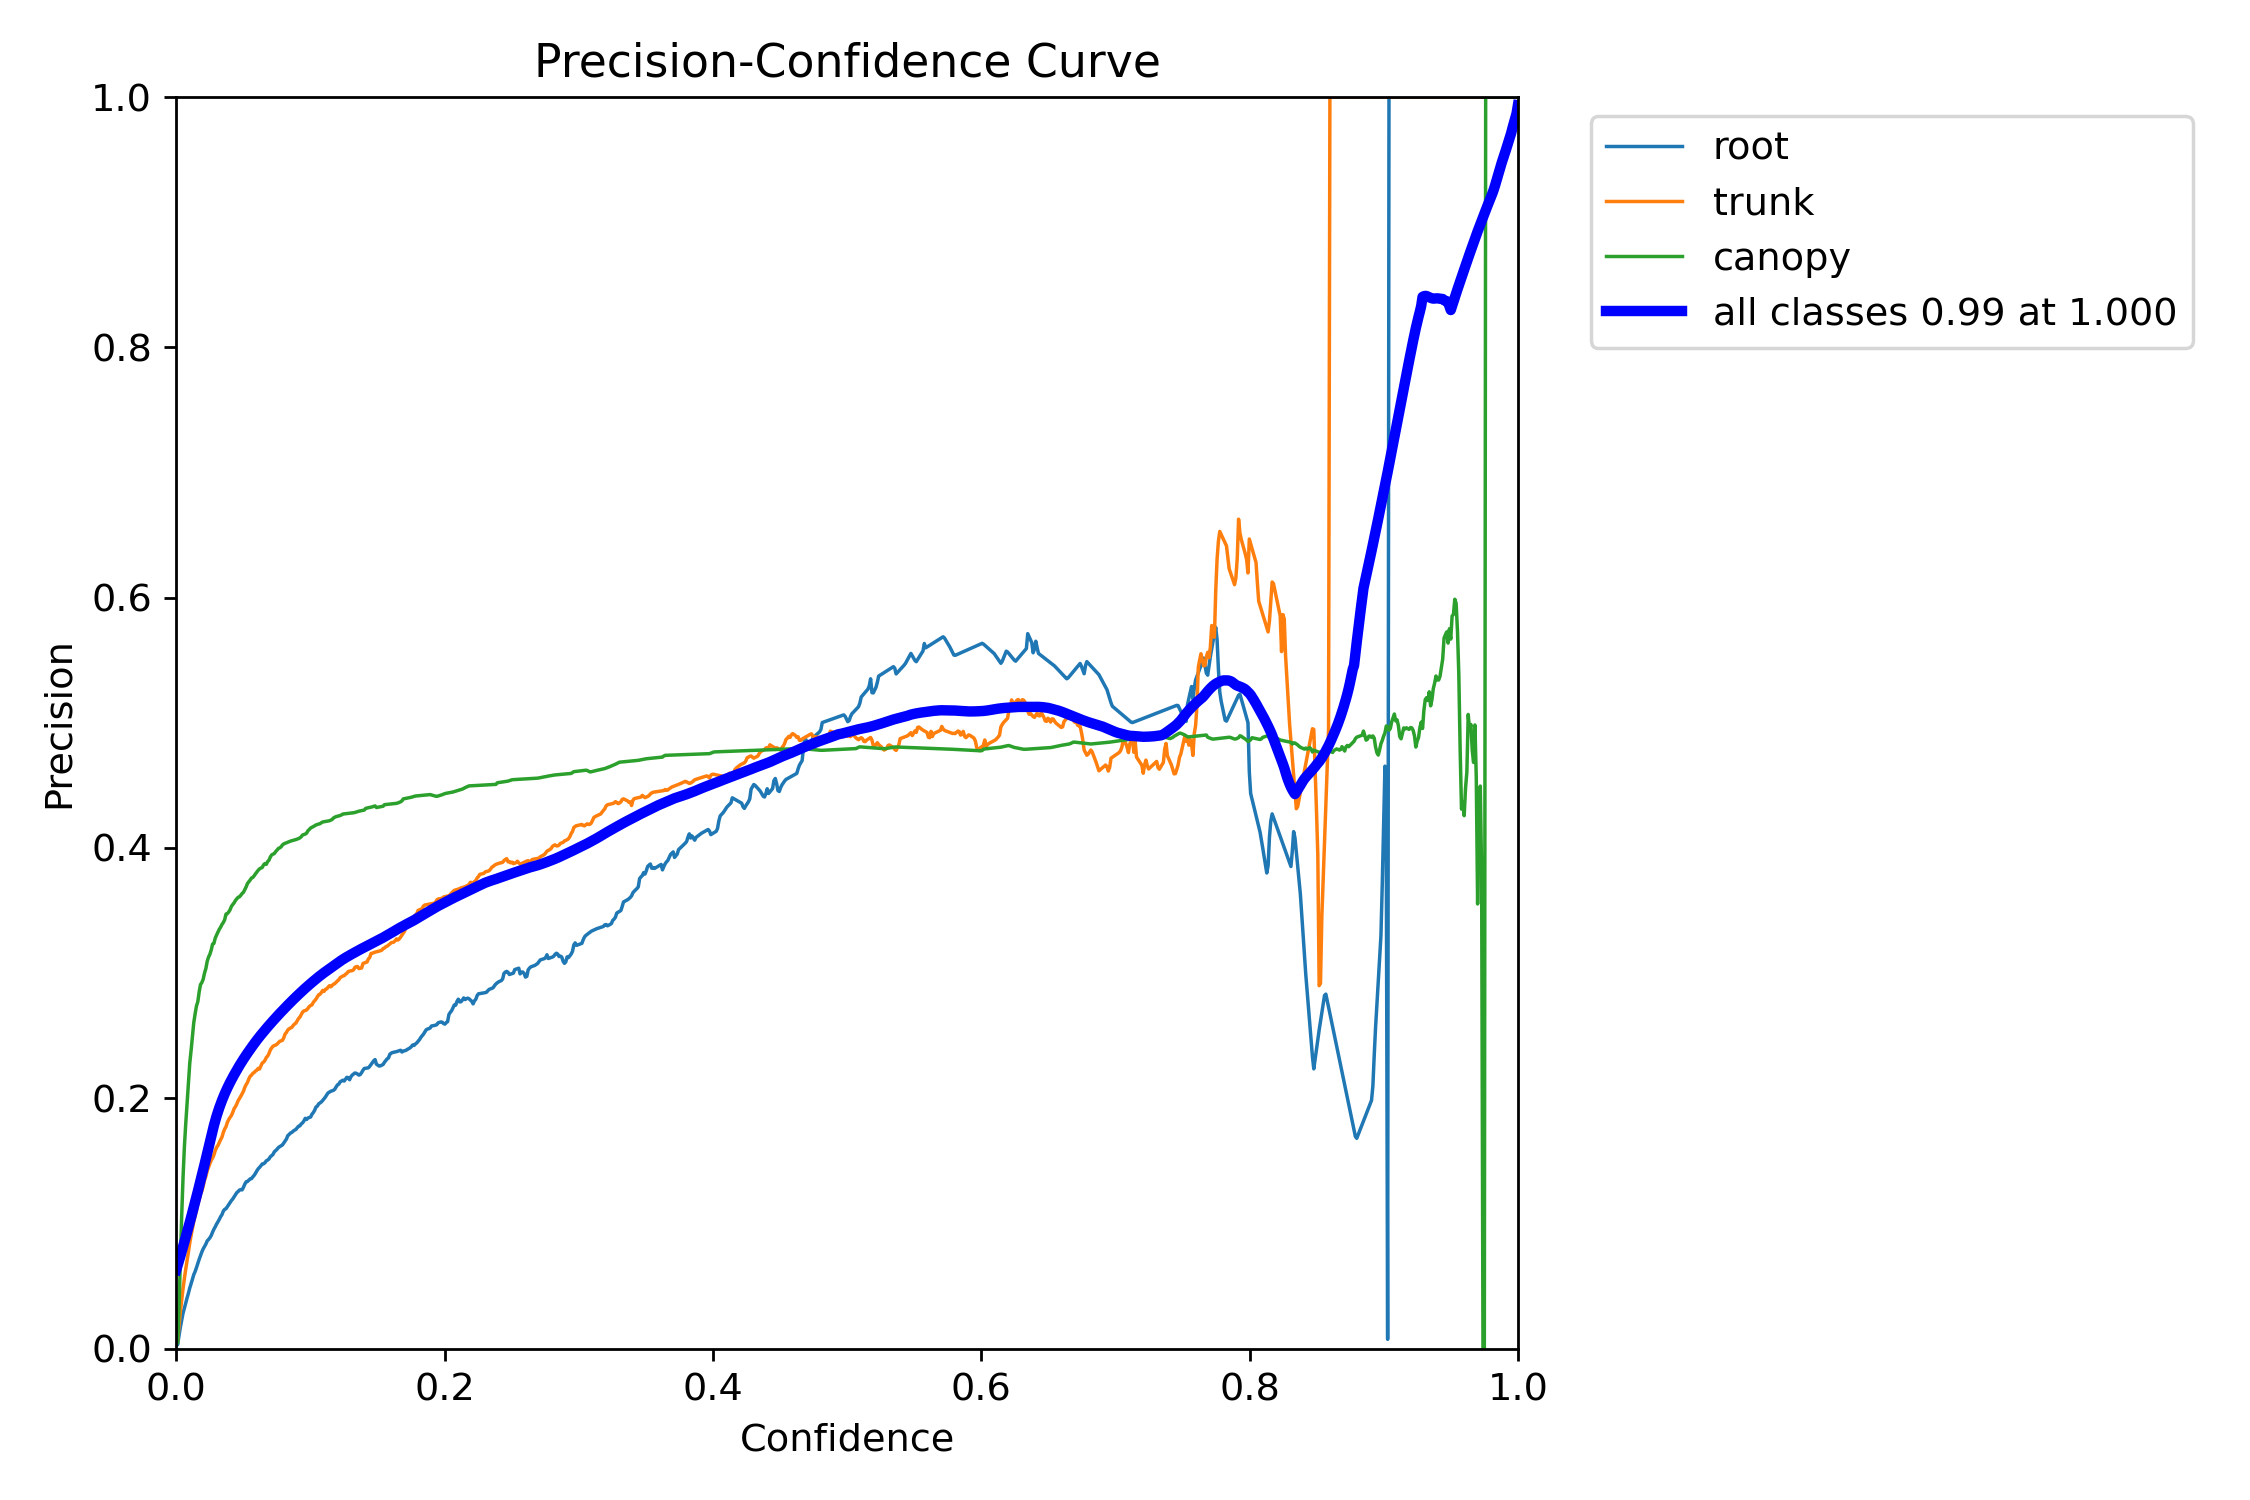 Precision-Confidence Curve
1.0
0.8
0.6
0.4
0.2
0.0
Precision
0.0 0.2 0.4 0.6 0.8 1.0
Confidence
root
trunk
canopy
all classes 0.99 at 1.000